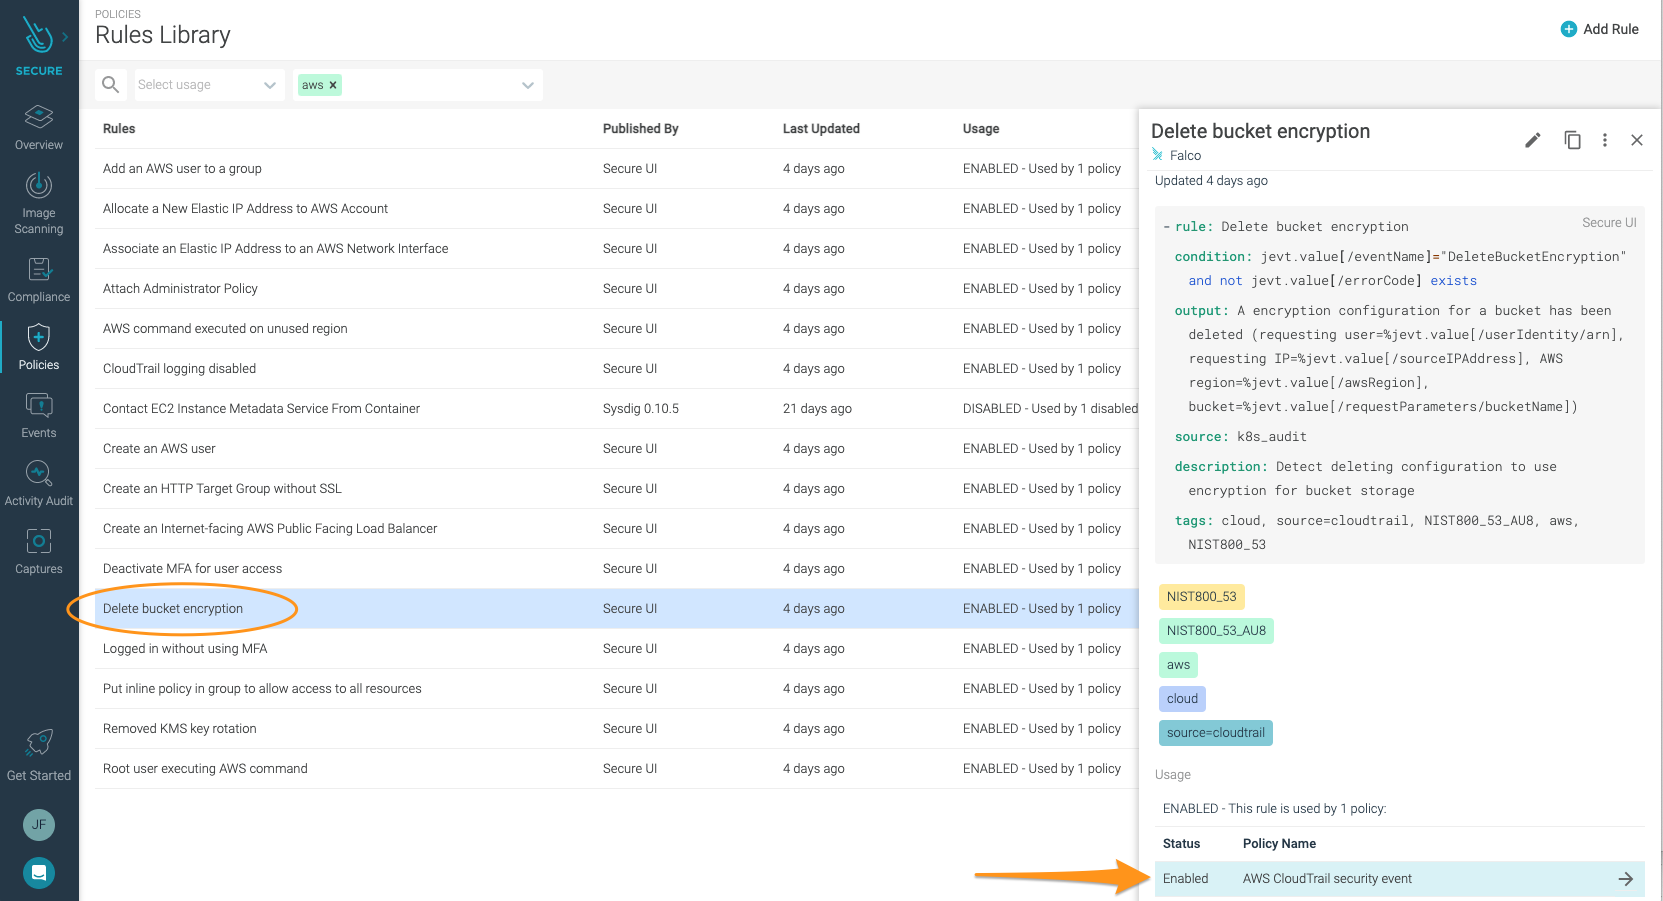 SECURE
Overview
Image
Scanning
Compliance
Policies
Events
Activity Audit
Captures
Get Started
JF
POLICIES
Rules Library
Add Rule
Select usage
aws ×
Rules Published By Last Updated Usage
Add an AWS user to a group Secure UI 4 days ago ENABLED - Used by 1 policy
Allocate a New Elastic IP Address to AWS Account Secure UI 4 days ago ENABLED - Used by 1 policy
Associate an Elastic IP Address to an AWS Network Interface Secure UI 4 days ago ENABLED - Used by 1 policy
Attach Administrator Policy Secure UI 4 days ago ENABLED - Used by 1 policy
AWS command executed on unused region Secure UI 4 days ago ENABLED - Used by 1 policy
CloudTrail logging disabled Secure UI 4 days ago ENABLED - Used by 1 policy
Contact EC2 Instance Metadata Service From Container Sysdig 0.10.5 21 days ago DISABLED - Used by 1 disabled
Create an AWS user Secure UI 4 days ago ENABLED - Used by 1 policy
Create an HTTP Target Group without SSL Secure UI 4 days ago ENABLED - Used by 1 policy
Create an Internet-facing AWS Public Facing Load Balancer Secure UI 4 days ago ENABLED - Used by 1 policy
Deactivate MFA for user access Secure UI 4 days ago ENABLED - Used by 1 policy
Delete bucket encryption Secure UI 4 days ago ENABLED - Used by 1 policy
Logged in without using MFA Secure UI 4 days ago ENABLED - Used by 1 policy
Put inline policy in group to allow access to all resources Secure UI 4 days ago ENABLED - Used by 1 policy
Removed KMS key rotation Secure UI 4 days ago ENABLED - Used by 1 policy
Root user executing AWS command Secure UI 4 days ago ENABLED - Used by 1 policy
Delete bucket encryption
Falco
Updated 4 days ago
Secure UI
- rule: Delete bucket encryption
condition: jevt.value[/eventName]="DeleteBucketEncryption"
and not jevt.value[/errorCode] exists
output: A encryption configuration for a bucket has been
deleted (requesting user=%jevt.value[/userIdentity/arn],
requesting IP=%jevt.value[/sourceIPAddress], AWS
region=%jevt.value[/awsRegion],
bucket=%jevt.value[/requestParameters/bucketName])
source: k8s_audit
description: Detect deleting configuration to use
encryption for bucket storage
tags: cloud, source=cloudtrail, NIST800_53_AU8, aws,
NIST800_53
NIST800_53
NIST800_53_AU8
aws
cloud
source=cloudtrail
Usage
ENABLED - This rule is used by 1 policy:
Status Policy Name
Enabled AWS CloudTrail security event